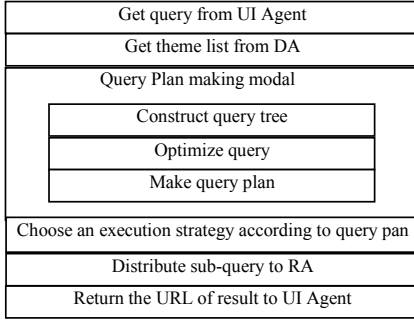 Get query from UI Agent
Get theme list from DA
Query Plan making modal
Construct query tree
Optimize query
Make query plan
Choose an execution strategy according to query pan
Distribute sub-query to RA
Return the URL of result to UI Agent